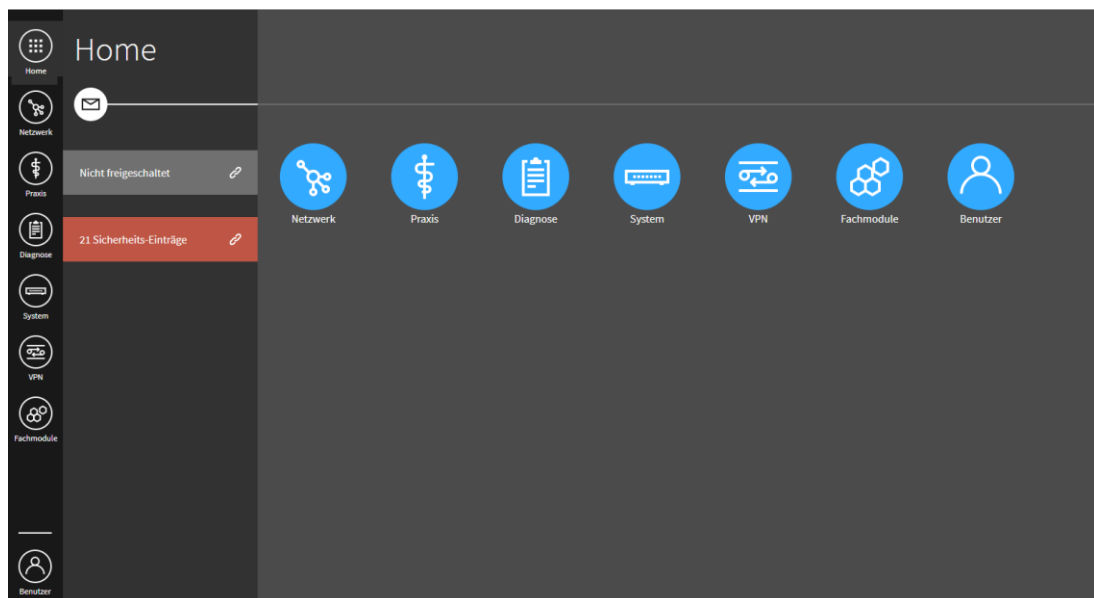 Home
Netzwerk
Praxis
Diagnose
System
VPN
Fachmodule
Benutzer
Home
Nicht freigeschaltet
21 Sicherheits-Einträge
Netzwerk
Praxis
Diagnose
System
VPN
Fachmodule
Benutzer